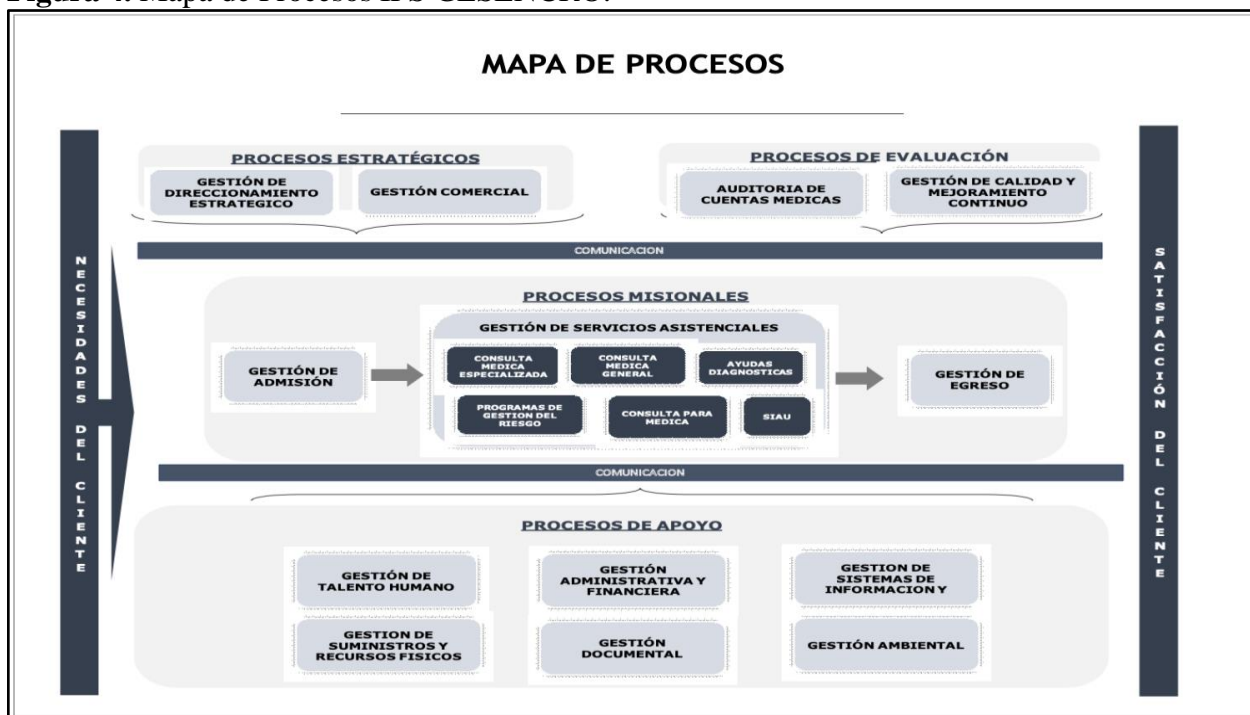 Figura 4. Mapa de Procesos IPS GESENCRO.
MAPA DE PROCESOS
NECESIDADES DEL CLIENTE
PROCESOS ESTRATÉGICOS
GESTIÓN DE
DIRECCIONAMIENTO
ESTRATEGICO
GESTIÓN COMERCIAL
PROCESOS DE EVALUACIÓN
AUDITORIA DE
CUENTAS MEDICAS
GESTIÓN DE CALIDAD Y
MEJORAMIENTO
CONTINUO
COMUNICACION
PROCESOS MISIONALES
GESTIÓN DE
ADMISIÓN
GESTIÓN DE SERVICIOS ASISTENCIALES
CONSULTA
MEDICA
ESPECIALIZADA
CONSULTA
MEDICA
GENERAL
AYUDAS
DIAGNOSTICAS
PROGRAMAS DE
GESTION DEL
RIESGO
CONSULTA PARA
MEDICA
SIAU
GESTIÓN DE
EGRESO
COMUNICACION
PROCESOS DE APOYO
GESTIÓN DE
TALENTO HUMANO
GESTIÓN
ADMINISTRATIVA Y
FINANCIERA
GESTION DE
SISTEMAS DE
INFORMACION Y
GESTION DE
SUMINISTROS Y
RECURSOS FISICOS
GESTIÓN
DOCUMENTAL
GESTIÓN AMBIENTAL
SATISFACCIÓN DEL CLIENTE